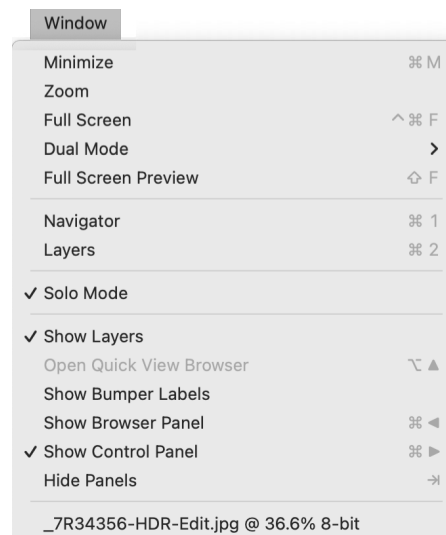 Window
Minimize ⌘ M
Zoom
Full Screen ^ ⌘ F
Dual Mode >
Full Screen Preview ⇧ F
Navigator ⌘ 1
Layers ⌘ 2
✓ Solo Mode
✓ Show Layers
Open Quick View Browser ⌥ ▲
Show Bumper Labels
Show Browser Panel ⌘ ◀
✓ Show Control Panel ⌘ ▶
Hide Panels ⇥
_7R34356-HDR-Edit.jpg @ 36.6% 8-bit